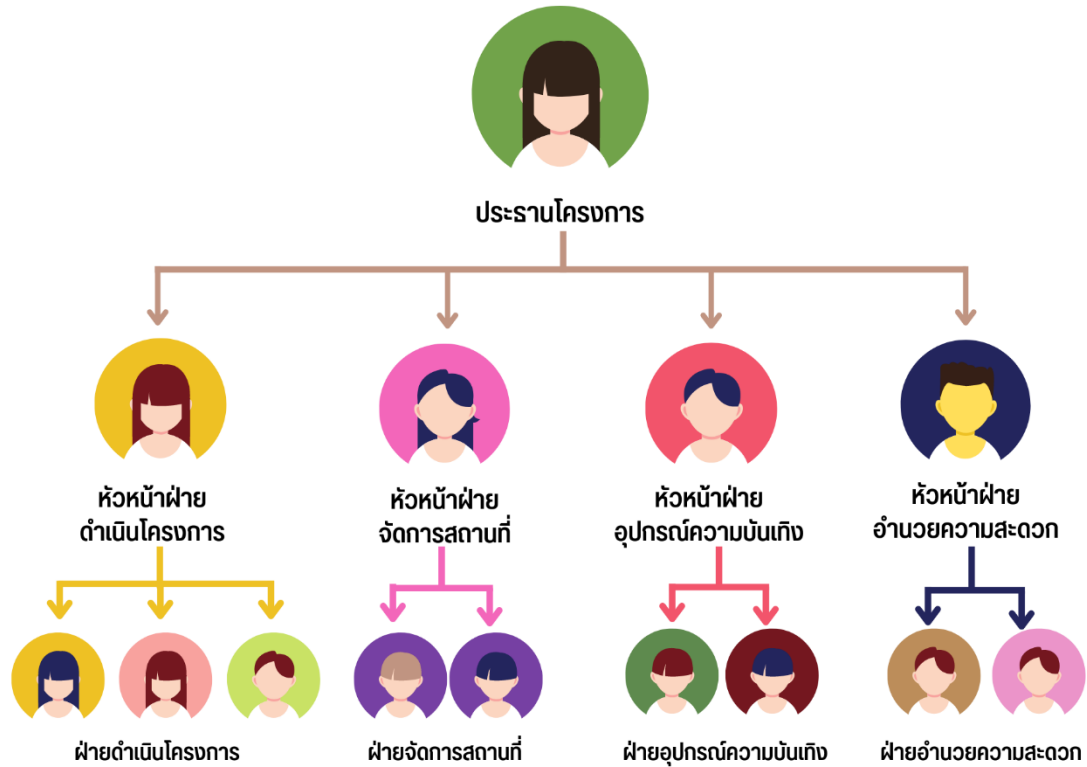 ประธานโครงการ
หัวหน้าฝ่าย
ดำเนินโครงการ
หัวหน้าฝ่าย
จัดการสถานที่
หัวหน้าฝ่าย
อุปกรณ์ความบันเทิง
หัวหน้าฝ่าย
อำนวยความสะดวก
ฝ่ายดำเนินโครงการ
ฝ่ายจัดการสถานที่
ฝ่ายอุปกรณ์ความบันเทิง
ฝ่ายอำนวยความสะดวก